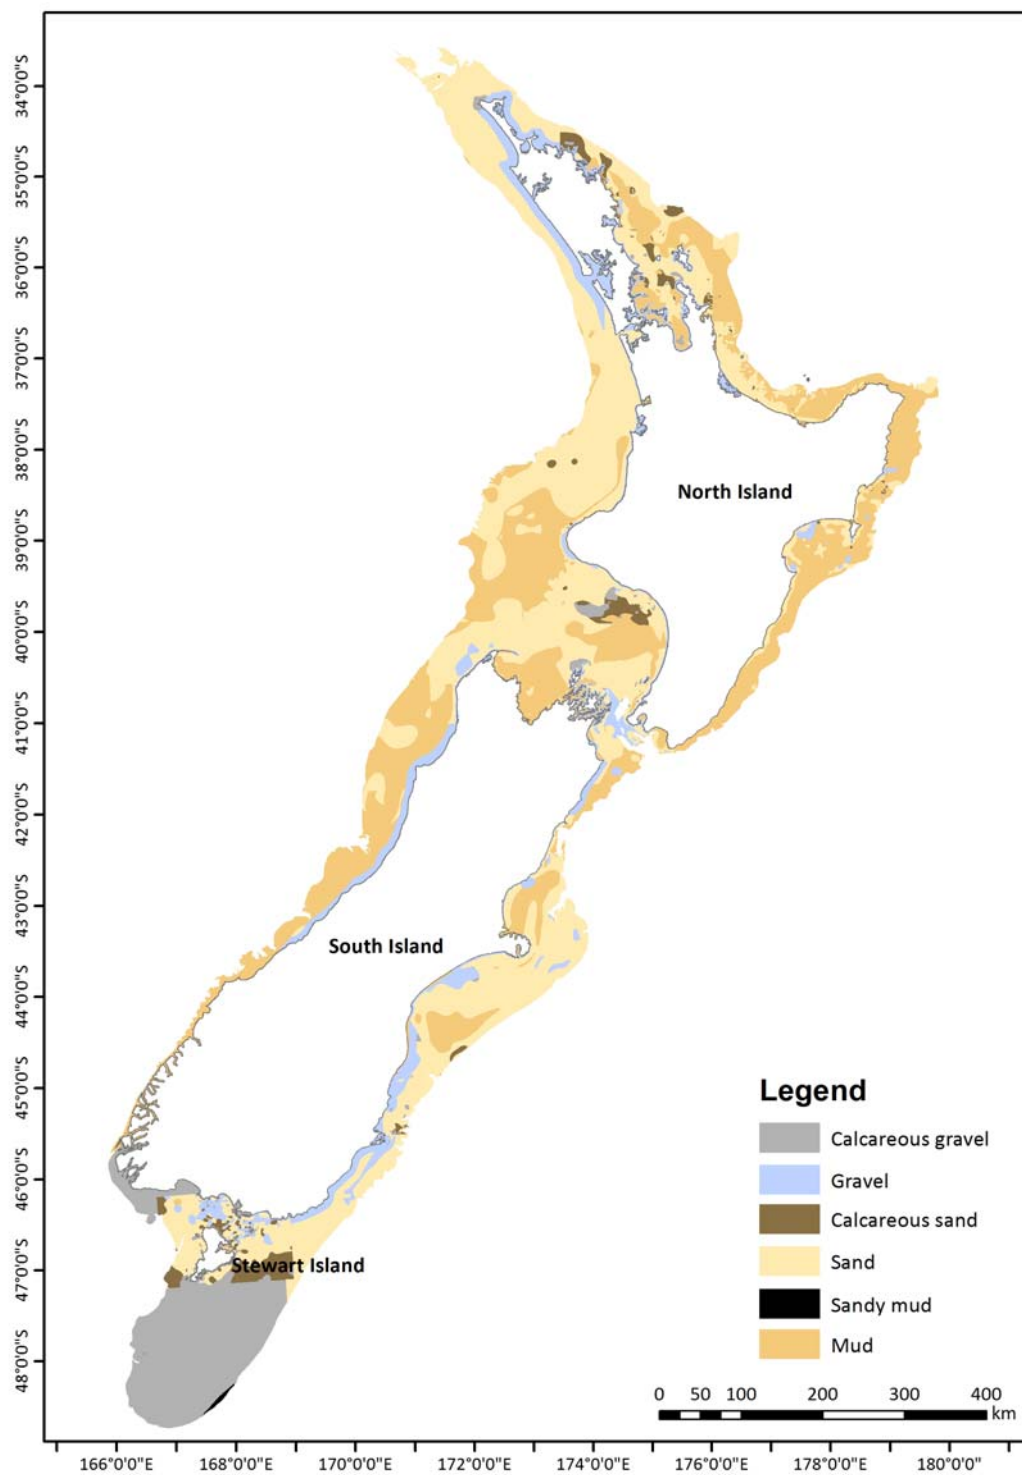 34°0'0"S
35°0'0"S
36°0'0"S
37°0'0"S
38°0'0"S
39°0'0"S
40°0'0"S
41°0'0"S
42°0'0"S
43°0'0"S
44°0'0"S
45°0'0"S
46°0'0"S
47°0'0"S
48°0'0"S
North Island
South Island
Stewart Island
Legend
Calcareous gravel
Gravel
Calcareous sand
Sand
Sandy mud
Mud
0 50 100 200 300 400
km
166°0'0"E 168°0'0"E 170°0'0"E 172°0'0"E 174°0'0"E 176°0'0"E 178°0'0"E 180°0'0"